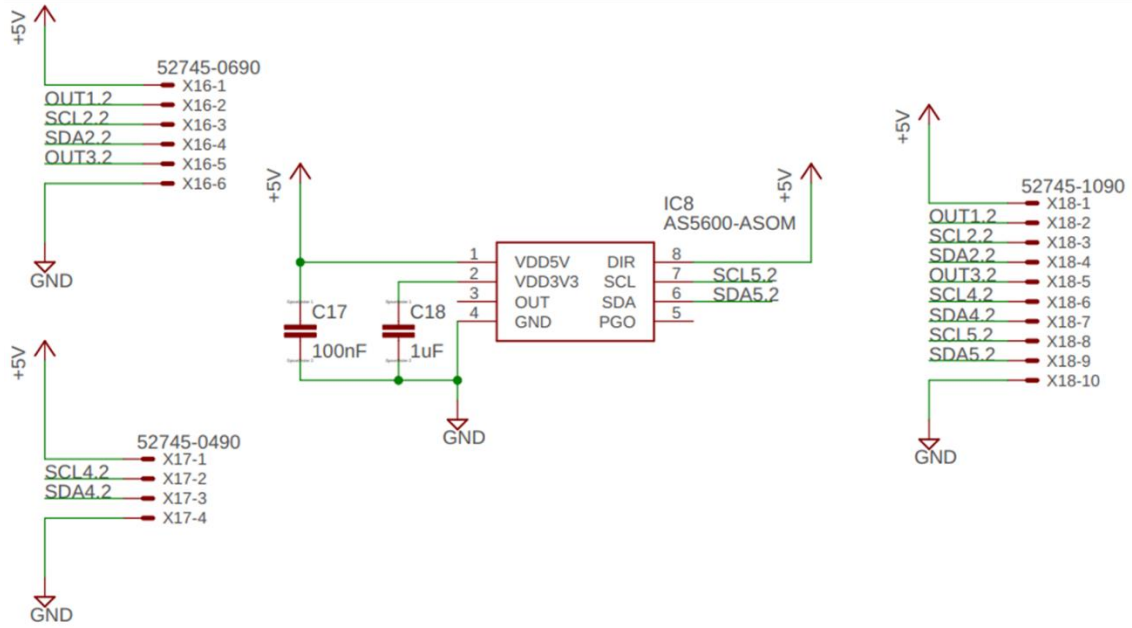 +5V
52745-0690
X16-1
OUT1.2 X16-2
SCL2.2 X16-3
SDA2.2 X16-4
OUT3.2 X16-5
X16-6
GND
+5V
52745-0490
X17-1
SCL4.2 X17-2
SDA4.2 X17-3
X17-4
GND
+5V
C17
100nF
C18
1uF
GND
IC8
AS5600-ASOM
1 VDD5V DIR 8
2 VDD3V3 SCL 7 SCL5.2
3 OUT SDA 6 SDA5.2
4 GND PGO 5
+5V
+5V
52745-1090
X18-1
OUT1.2 X18-2
SCL2.2 X18-3
SDA2.2 X18-4
OUT3.2 X18-5
SCL4.2 X18-6
SDA4.2 X18-7
SCL5.2 X18-8
SDA5.2 X18-9
X18-10
GND